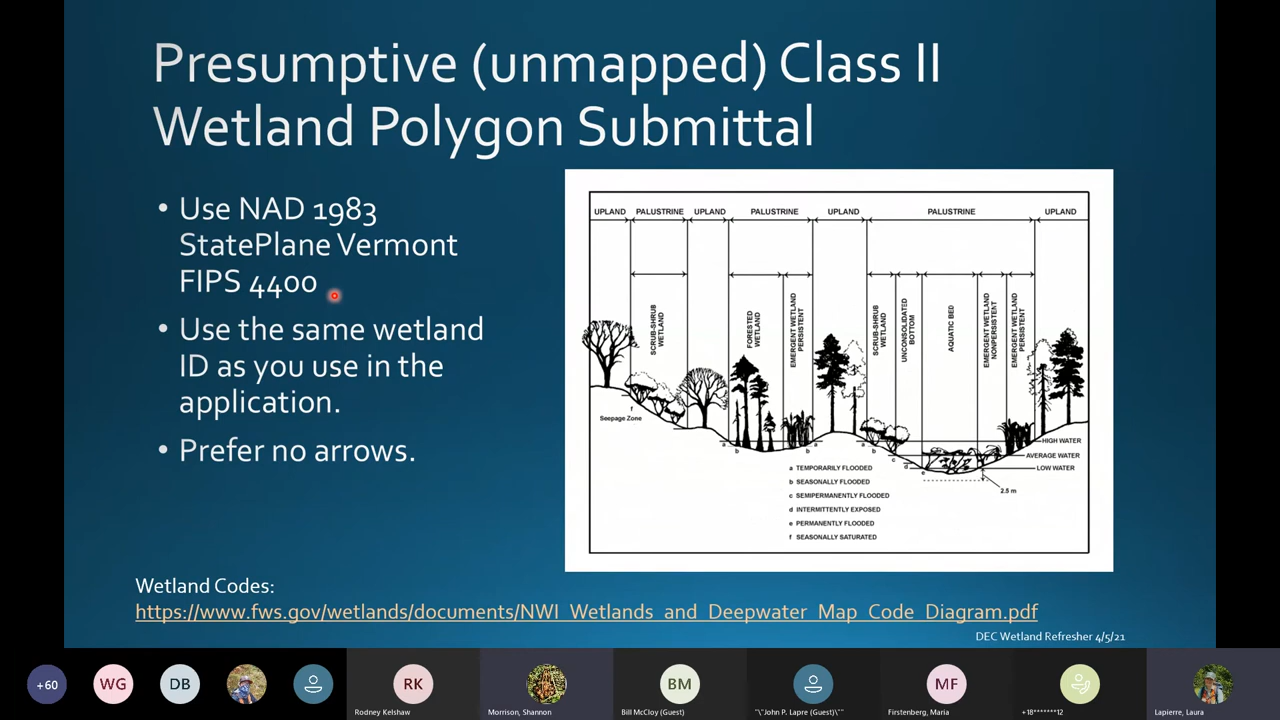 Presumptive (unmapped) Class II
Wetland Polygon Submittal
• Use NAD 1983
StatePlane Vermont
FIPS 4400
• Use the same wetland
ID as you use in the
application.
• Prefer no arrows.
UPLAND PALUSTRINE UPLAND PALUSTRINE UPLAND PALUSTRINE UPLAND
SCRUB-SHRUB
WETLAND
FORESTED
WETLAND
EMERGENT WETLAND
PERSISTENT
SCRUB-SHRUB
WETLAND
UNCONSOLIDATED
BOTTOM
AQUATIC BED
EMERGENT WETLAND
NONPERSISTENT
EMERGENT WETLAND
PERSISTENT
f
Seepage Zone
a b b a a b c d e
HIGH WATER
AVERAGE WATER
LOW WATER
2.5 m
a TEMPORARILY FLOODED
b SEASONALLY FLOODED
c SEMIPERMANENTLY FLOODED
d INTERMITTENTLY EXPOSED
e PERMANENTLY FLOODED
f SEASONALLY SATURATED
Wetland Codes:
https://www.fws.gov/wetlands/documents/NWI_Wetlands_and_Deepwater_Map_Code_Diagram.pdf
DEC Wetland Refresher 4/5/21
+60 WG DB RK BM MF
Rodney Kelshaw Morrison, Shannon Bill McCloy (Guest) "\"John P. Lapre (Guest)\"" Firstenberg, Maria +18*******12 Lapierre, Laura